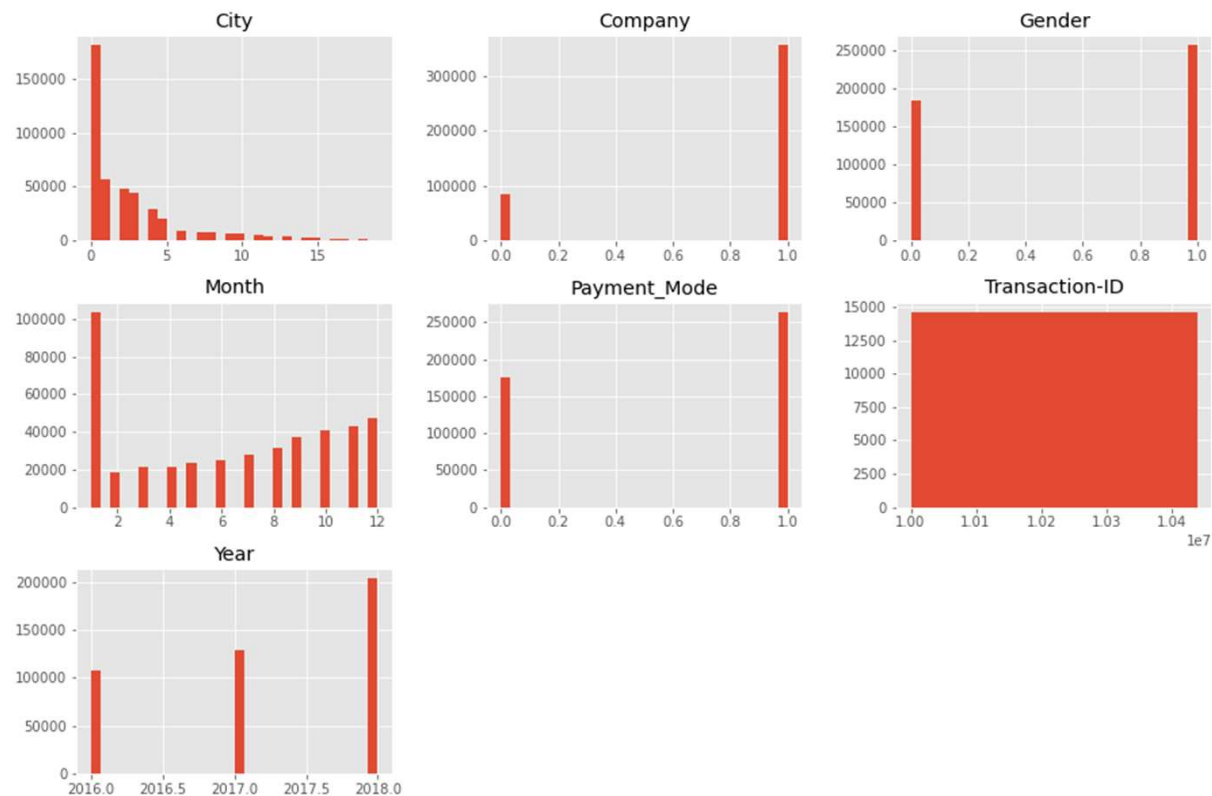 City
150000
100000
50000
0
0 5 10 15
Company
300000
200000
100000
0
0.0 0.2 0.4 0.6 0.8 1.0
Gender
250000
200000
150000
100000
50000
0
0.0 0.2 0.4 0.6 0.8 1.0
Month
100000
80000
60000
40000
20000
0
2 4 6 8 10 12
Payment_Mode
250000
200000
150000
100000
50000
0
0.0 0.2 0.4 0.6 0.8 1.0
Transaction-ID
15000
12500
10000
7500
5000
2500
0
1.00 1.01 1.02 1.03 1.04
1e7
Year
200000
150000
100000
50000
0
2016.0 2016.5 2017.0 2017.5 2018.0